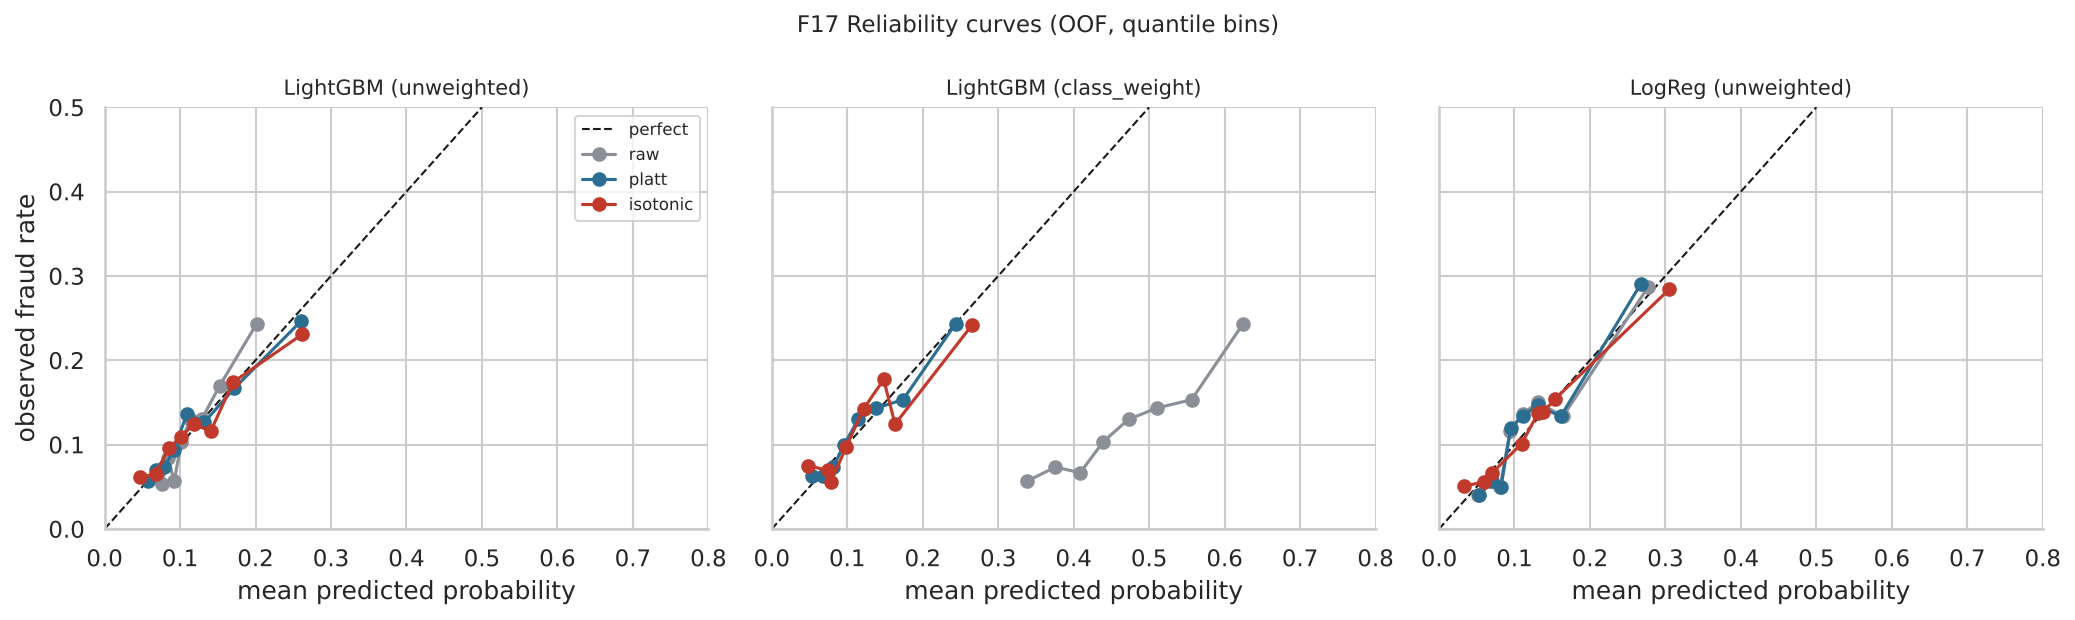 F17 Reliability curves (OOF, quantile bins)
LightGBM (unweighted)
LightGBM (class_weight)
LogReg (unweighted)
observed fraud rate
0.5
0.4
0.3
0.2
0.1
0.0
perfect
raw
platt
isotonic
0.0 0.1 0.2 0.3 0.4 0.5 0.6 0.7 0.8
0.0 0.1 0.2 0.3 0.4 0.5 0.6 0.7 0.8
0.0 0.1 0.2 0.3 0.4 0.5 0.6 0.7 0.8
mean predicted probability
mean predicted probability
mean predicted probability